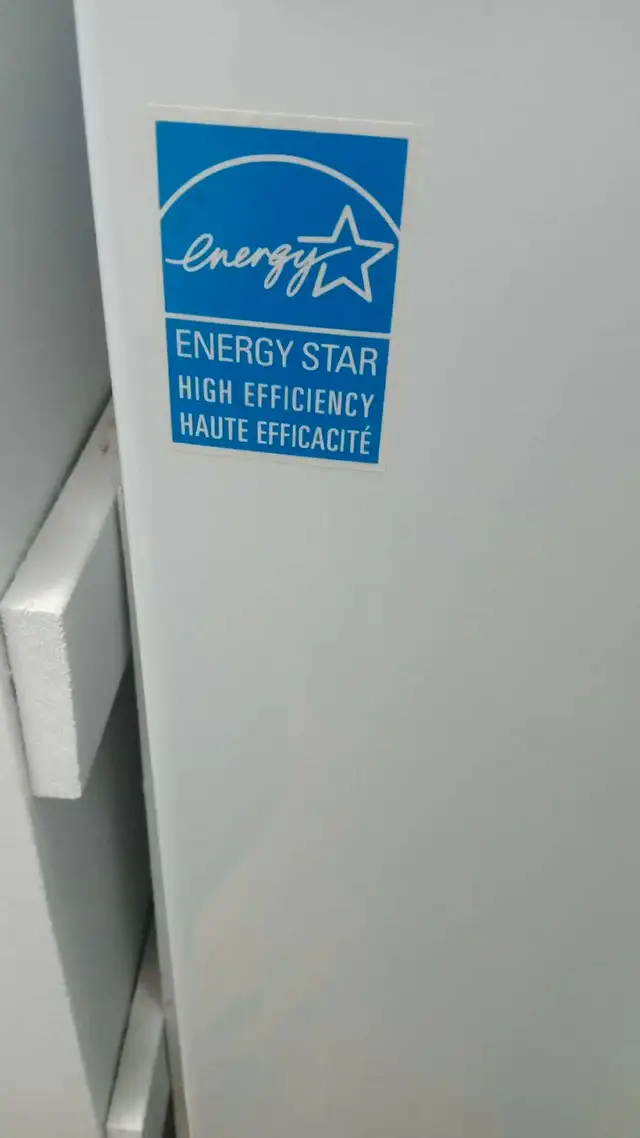 energy
ENERGY STAR
HIGH EFFICIENCY
HAUTE EFFICACITÉ